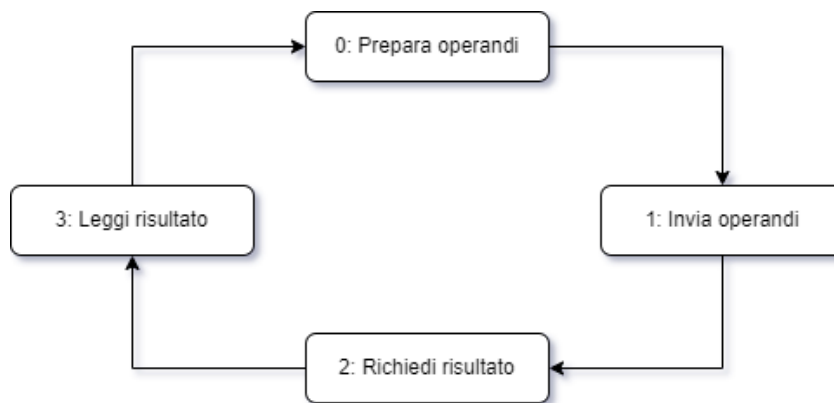 0: Prepara operandi
3: Leggi risultato
1: Invia operandi
2: Richiedi risultato